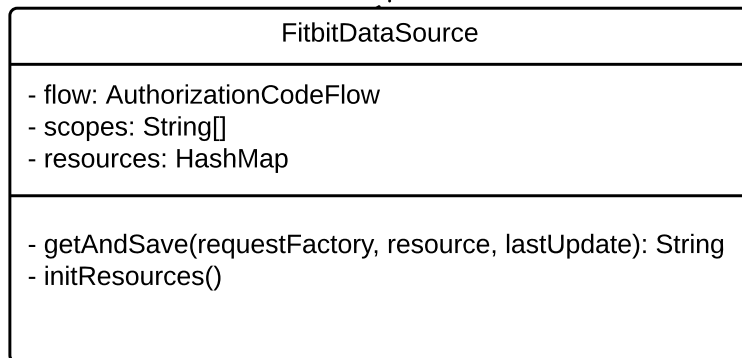 FitbitDataSource
- flow: AuthorizationCodeFlow
- scopes: String[]
- resources: HashMap
- getAndSave(requestFactory, resource, lastUpdate): String
- initResources()